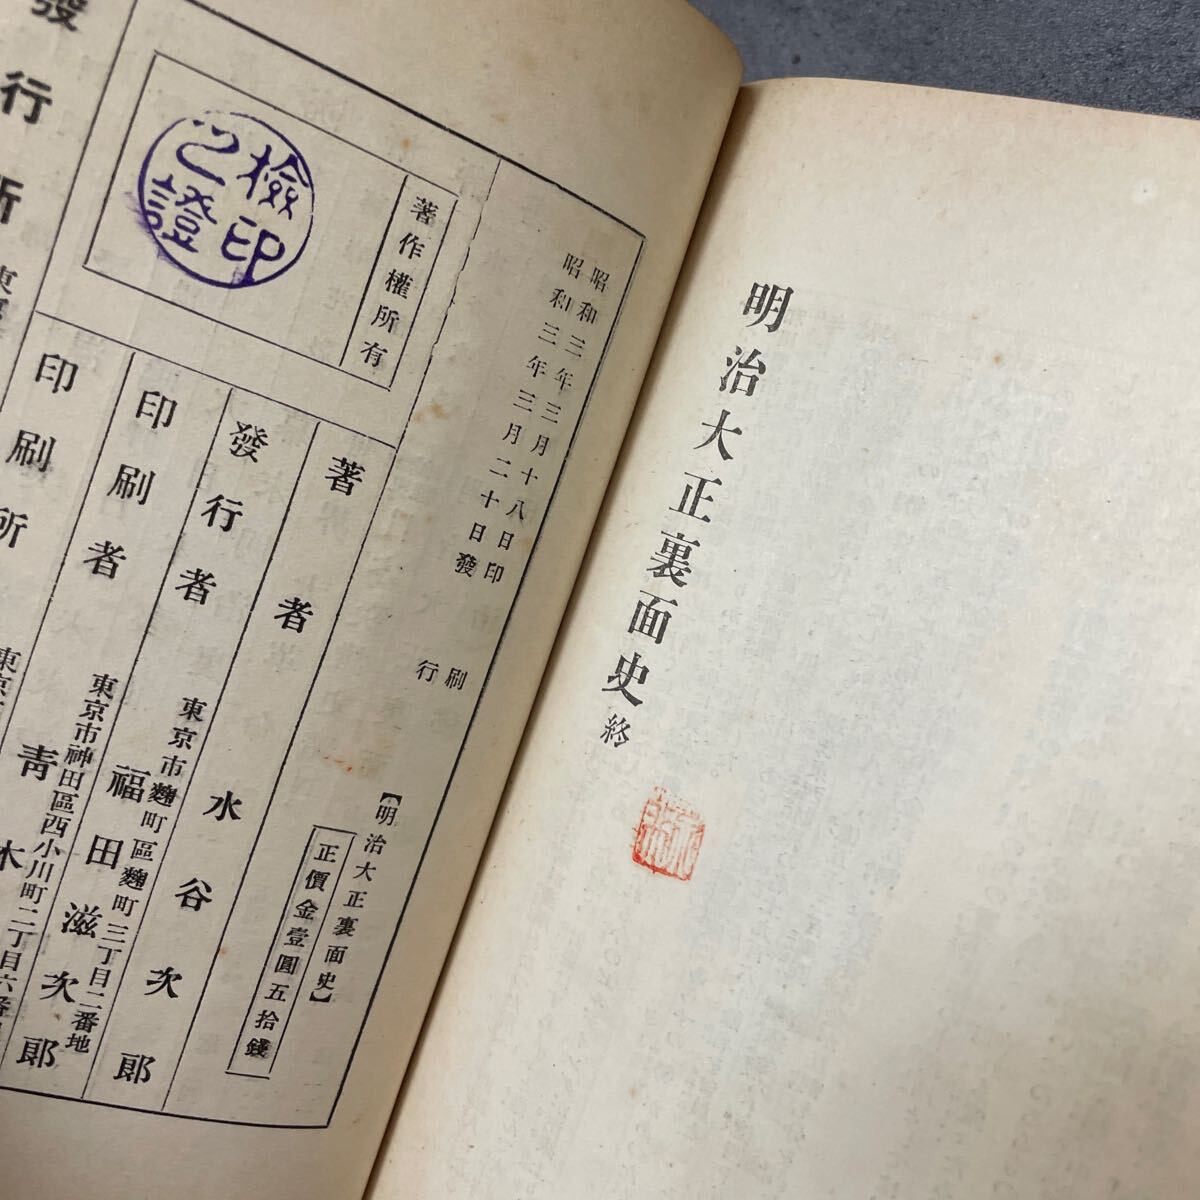 明治大正裏面史 終
昭和三年三月十八日印刷
昭和三年三月二十日發行
【明治大正裏面史】
正價金壹圓五拾錢
著作權所有
檢印
之證
著者 水谷次郎
東京市麴町區麴町三丁目二番地
發行者 福田滋次郎
東京市神田區西小川町二丁目六番
印刷者 青木
東京
印刷所
發行所
東